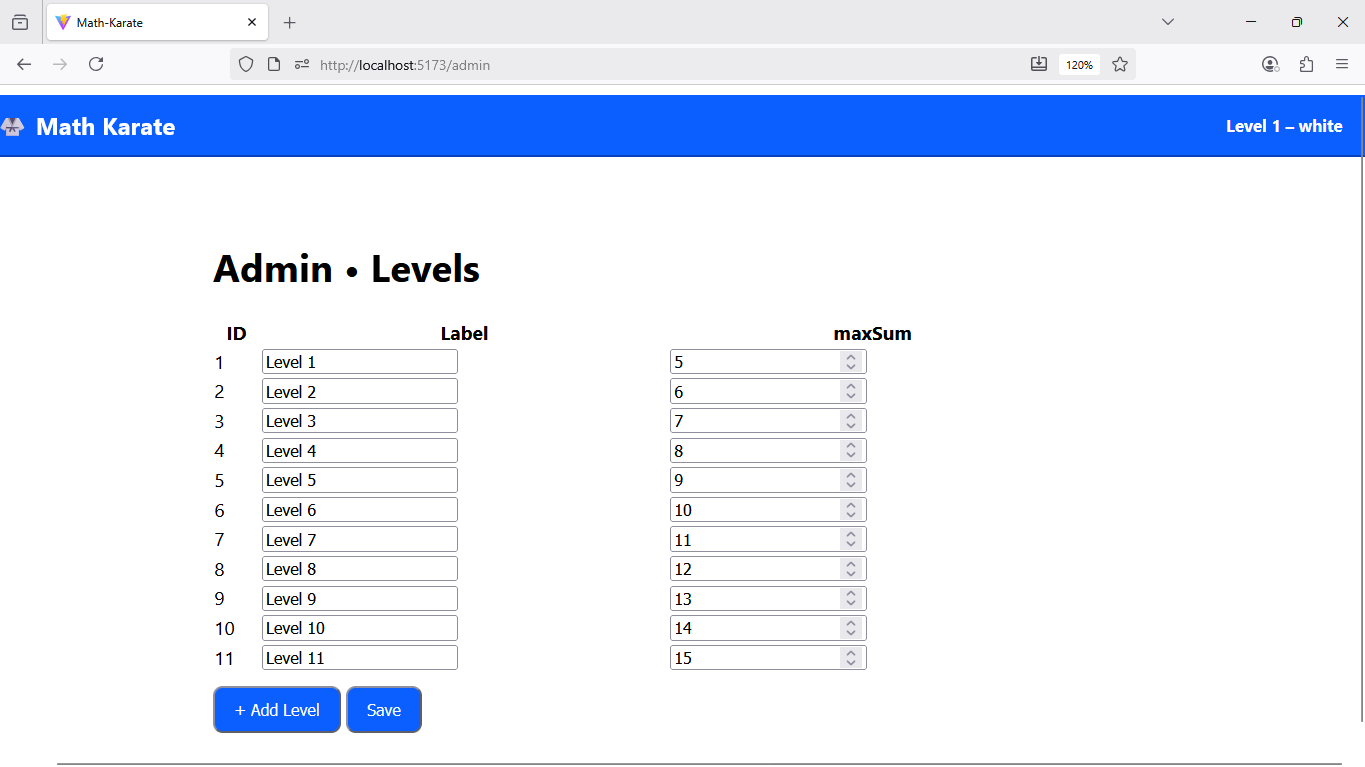 Math-Karate
http://localhost:5173/admin
120%
Math Karate
Level 1 – white
Admin • Levels
ID Label maxSum
1 Level 1 5
2 Level 2 6
3 Level 3 7
4 Level 4 8
5 Level 5 9
6 Level 6 10
7 Level 7 11
8 Level 8 12
9 Level 9 13
10 Level 10 14
11 Level 11 15
+ Add Level Save